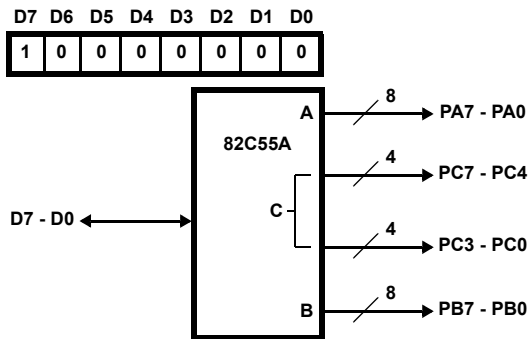 D7 D6 D5 D4 D3 D2 D1 D0
1 0 0 0 0 0 0 0
8
A PA7 - PA0
82C55A
4
PC7 - PC4
C
D7 - D0
4
PC3 - PC0
8
B PB7 - PB0